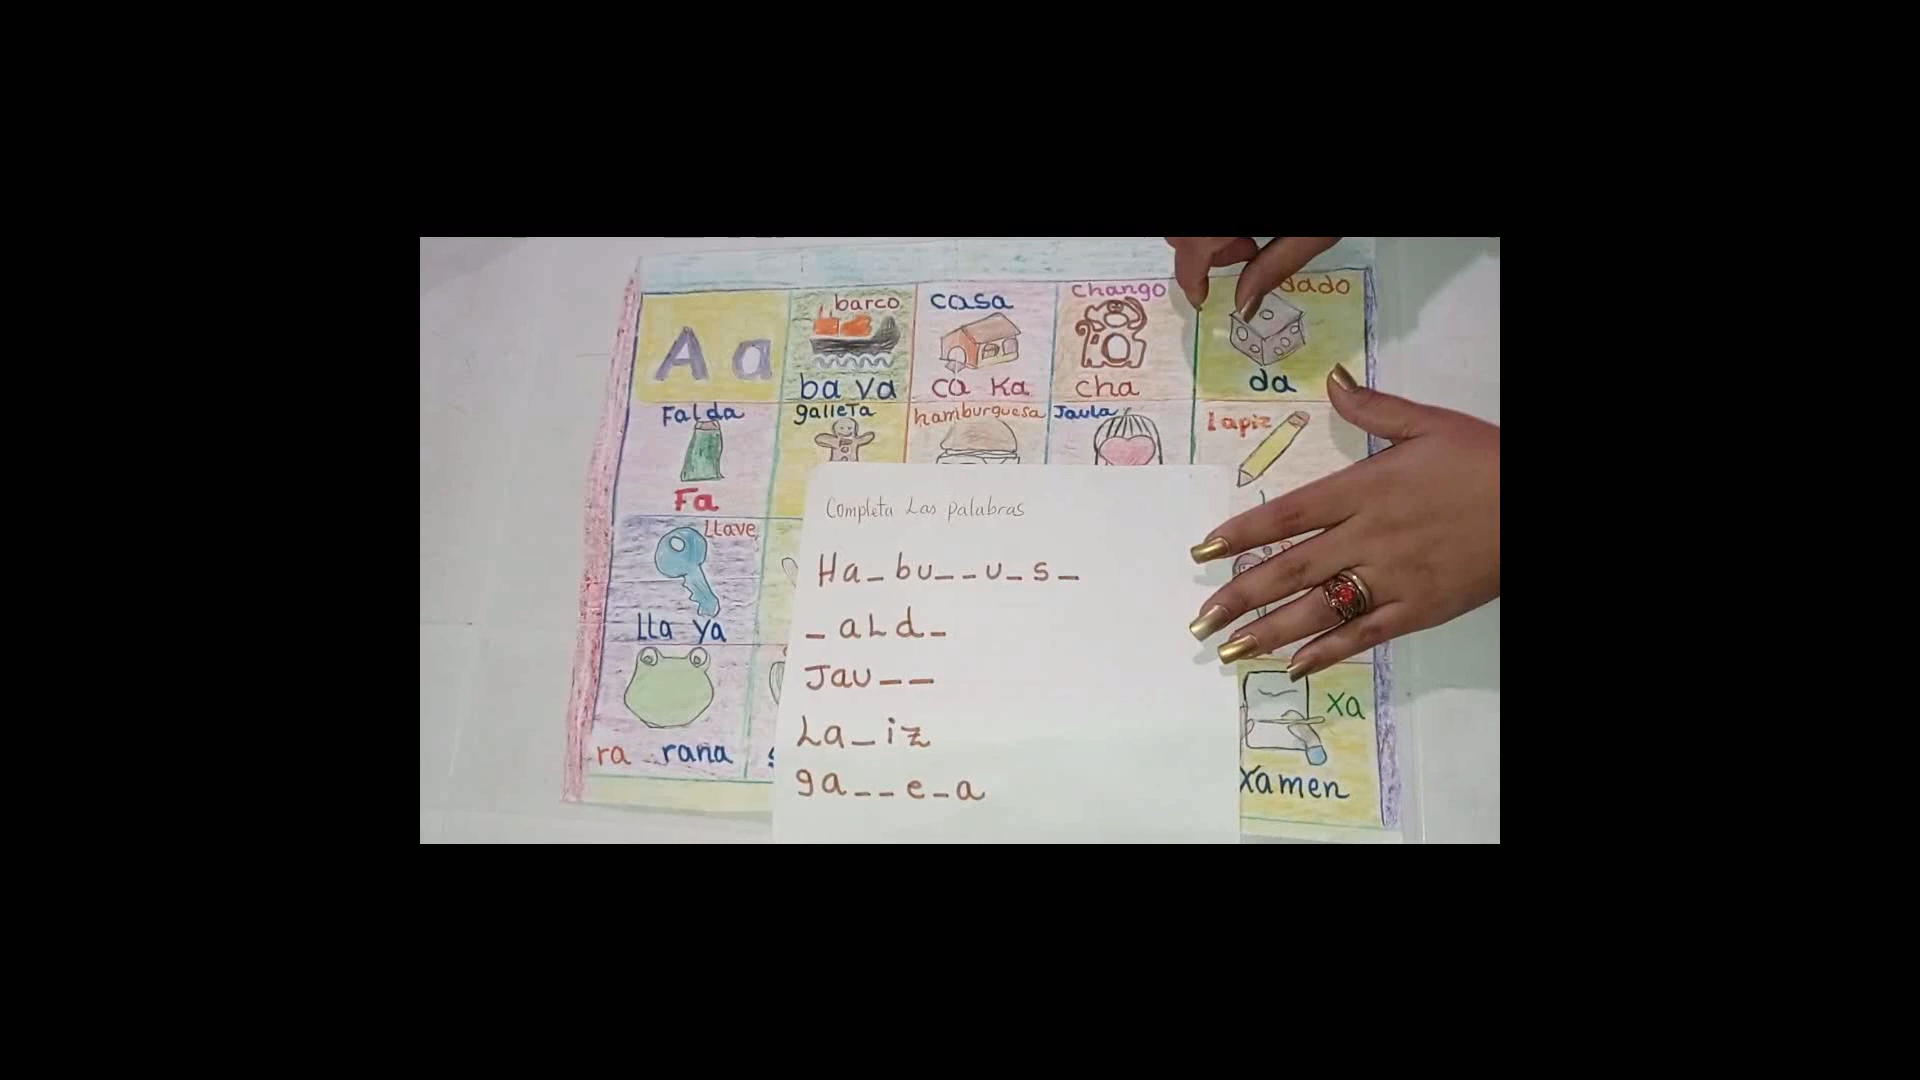 barco casa chango dado
A a
ba va ca ka cha da
Falda galleta hamburguesa Jaula Lapiz
Fa
Completa Las palabras
Llave
Ha_bu__u_s_
lla ya
_aLd_
Jau__
xa
La_iz
ra rana
ga__e_a
xamen